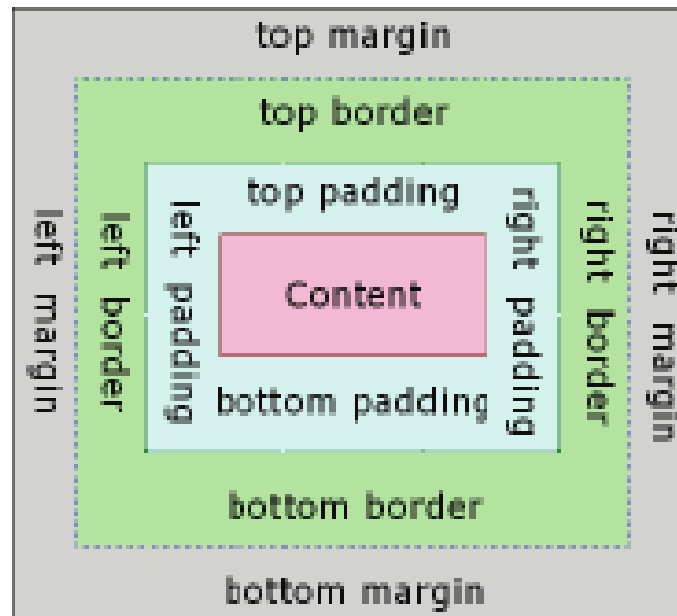 top margin
top border
top padding
left margin
left border
left padding
Content
right padding
right border
right margin
bottom padding
bottom border
bottom margin